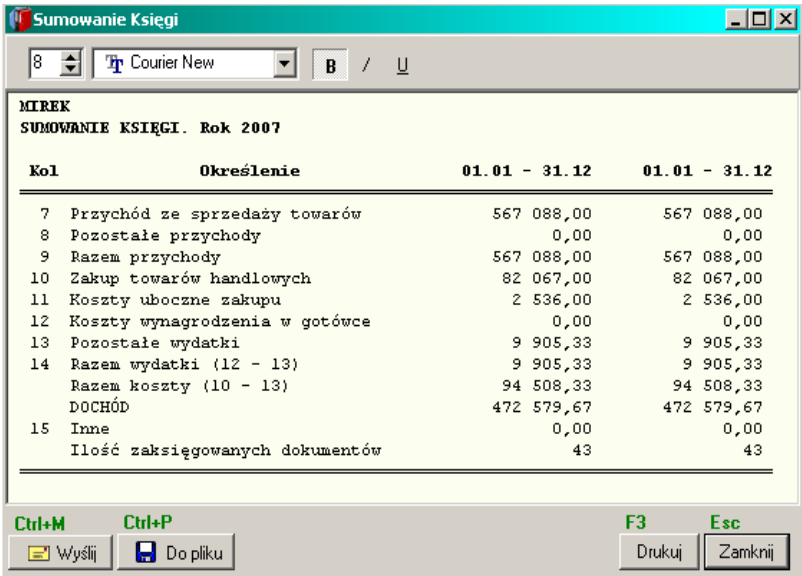 Sumowanie Księgi
8 Courier New B / U
MIREK
SUMOWANIE KSIĘGI. Rok 2007
Kol Określenie 01.01 - 31.12 01.01 - 31.12
7 Przychód ze sprzedaży towarów 567 088,00 567 088,00
8 Pozostałe przychody 0,00 0,00
9 Razem przychody 567 088,00 567 088,00
10 Zakup towarów handlowych 82 067,00 82 067,00
11 Koszty uboczne zakupu 2 536,00 2 536,00
12 Koszty wynagrodzenia w gotówce 0,00 0,00
13 Pozostałe wydatki 9 905,33 9 905,33
14 Razem wydatki (12 - 13) 9 905,33 9 905,33
Razem koszty (10 - 13) 94 508,33 94 508,33
DOCHÓD 472 579,67 472 579,67
15 Inne 0,00 0,00
Ilość zaksięgowanych dokumentów 43 43
Ctrl+M Ctrl+P F3 Esc
Wyślij Do pliku Drukuj Zamknij